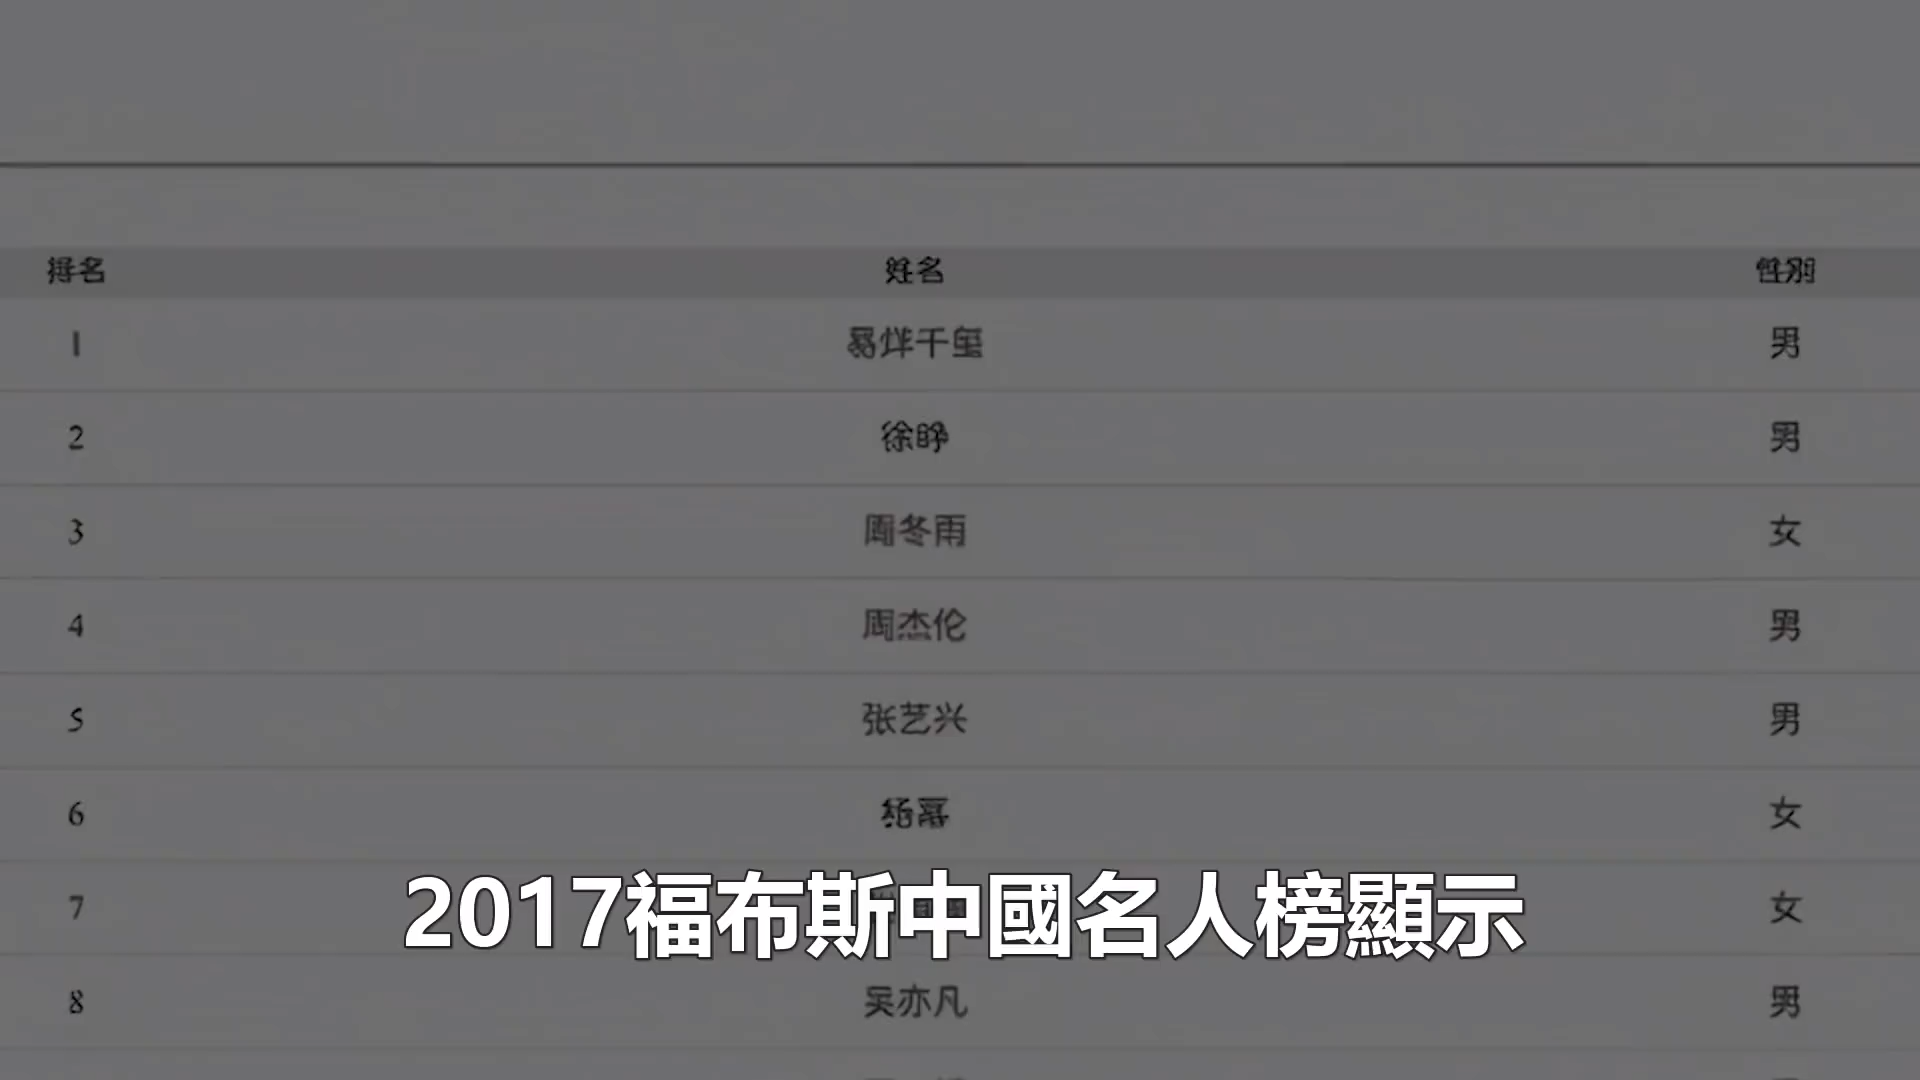 排名 姓名 性别
1 易烊千玺 男
2 徐峥 男
3 周冬雨 女
4 周杰伦 男
5 张艺兴 男
6 杨幂 女
7 女
2017福布斯中國名人榜顯示
8 吴亦凡 男